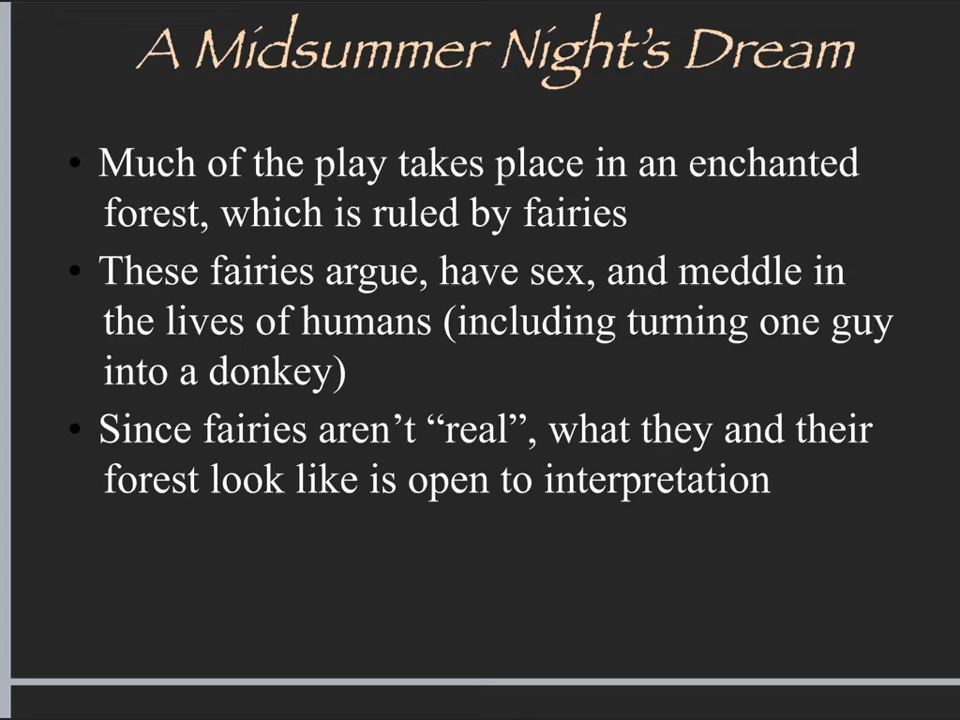 A Midsummer Night's Dream
• Much of the play takes place in an enchanted
forest, which is ruled by fairies
• These fairies argue, have sex, and meddle in
the lives of humans (including turning one guy
into a donkey)
• Since fairies aren't “real”, what they and their
forest look like is open to interpretation